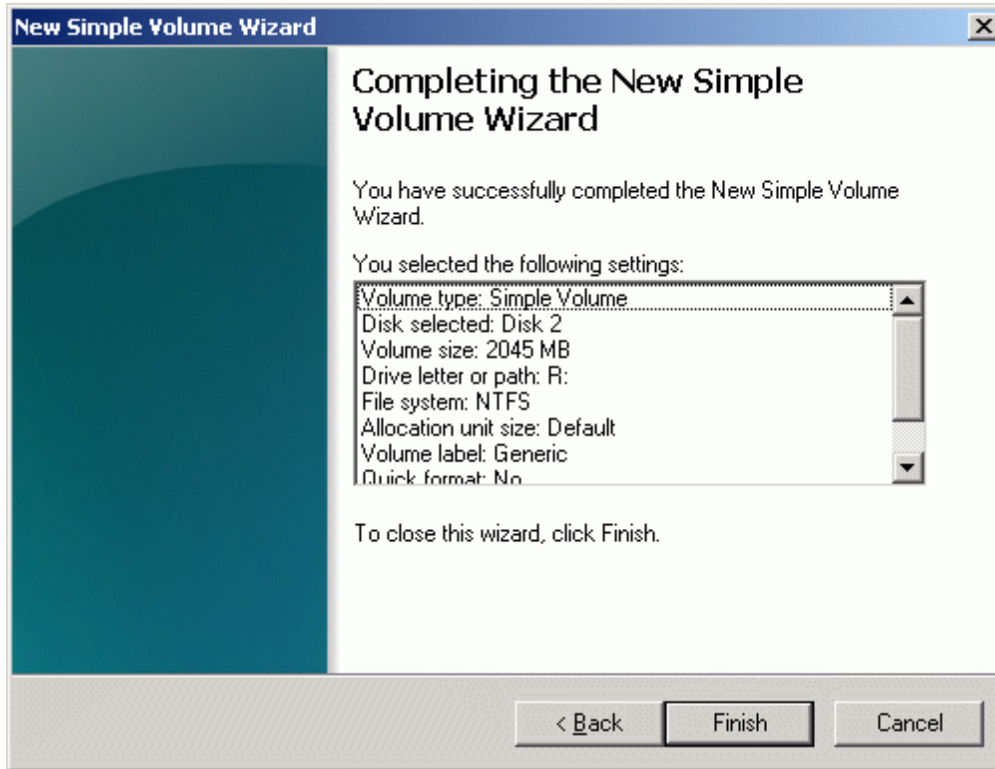 New Simple Volume Wizard
Completing the New Simple
Volume Wizard
You have successfully completed the New Simple Volume
Wizard.
You selected the following settings:
Volume type: Simple Volume
Disk selected: Disk 2
Volume size: 2045 MB
Drive letter or path: R:
File system: NTFS
Allocation unit size: Default
Volume label: Generic
Quick format: No
To close this wizard, click Finish.
< Back
Finish
Cancel